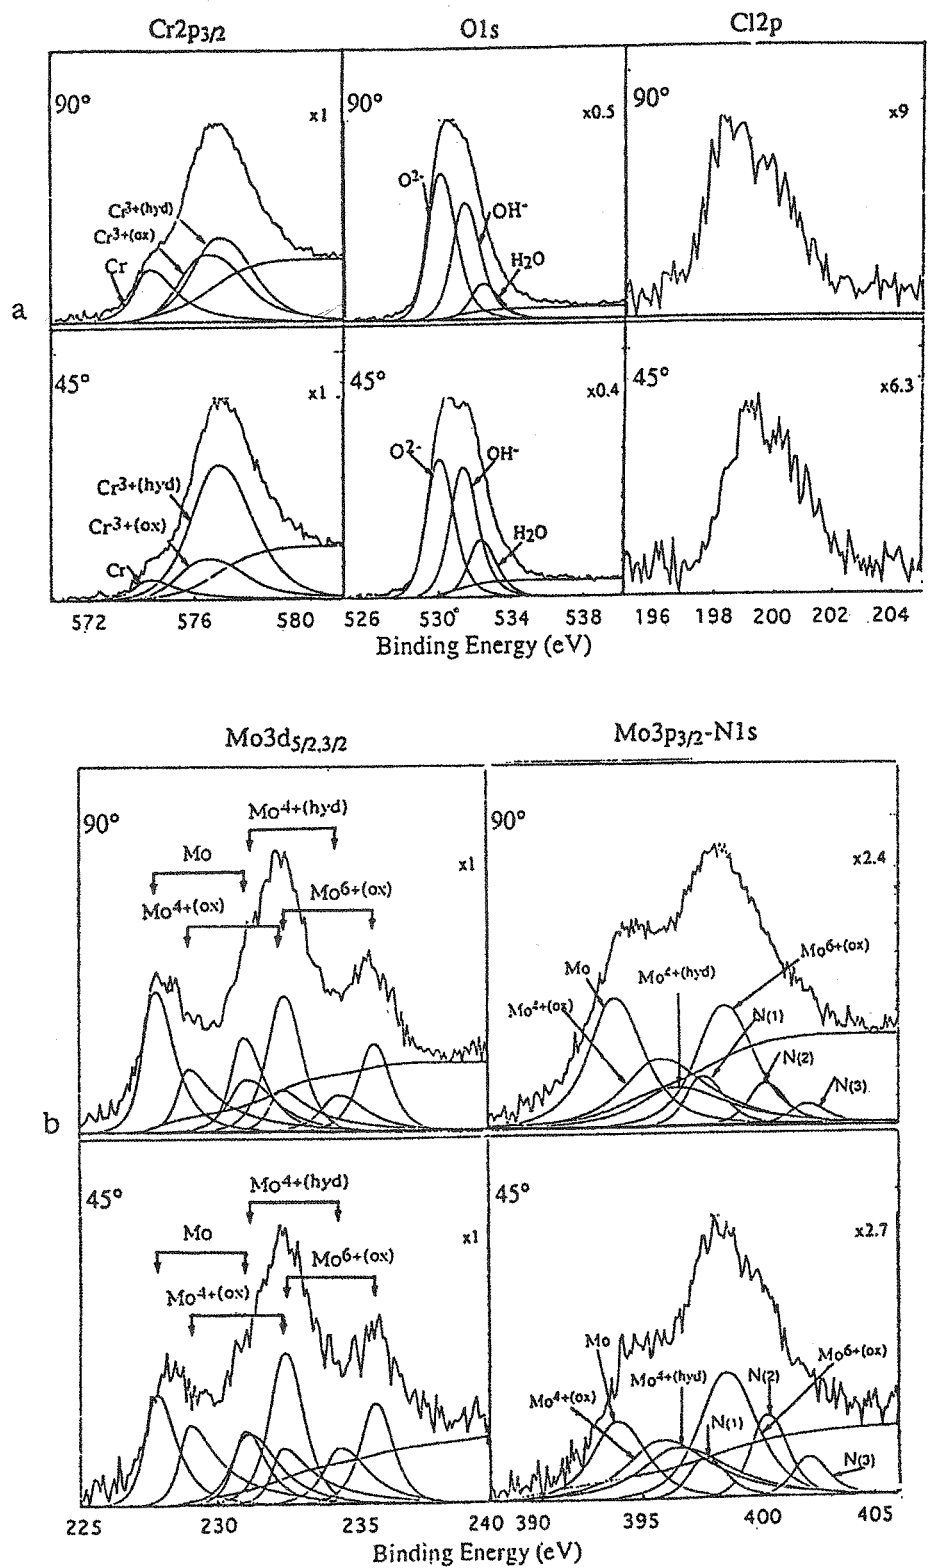 Cr2p3/2 O1s Cl2p
a
90° x1
Cr3+(hyd)
Cr3+(ox)
Cr
90° x0.5
O2-
OH-
H2O
90° x9
45° x1
Cr3+(hyd)
Cr3+(ox)
Cr
45° x0.4
O2-
OH-
H2O
45° x6.3
572 576 580 526 530 534 538 196 198 200 202 204
Binding Energy (eV)
Mo3d5/2,3/2 Mo3p3/2-N1s
b
90° x1
Mo4+(hyd)
Mo
Mo6+(ox)
Mo4+(ox)
90° x2.4
Mo6+(ox)
Mo
Mo4+(hyd)
Mo4+(ox)
N(1)
N(2)
N(3)
45° x1
Mo4+(hyd)
Mo
Mo6+(ox)
Mo4+(ox)
45° x2.7
Mo
Mo6+(ox)
Mo4+(hyd)
N(2)
Mo4+(ox)
N(1)
N(3)
225 230 235 240 390 395 400 405
Binding Energy (eV)